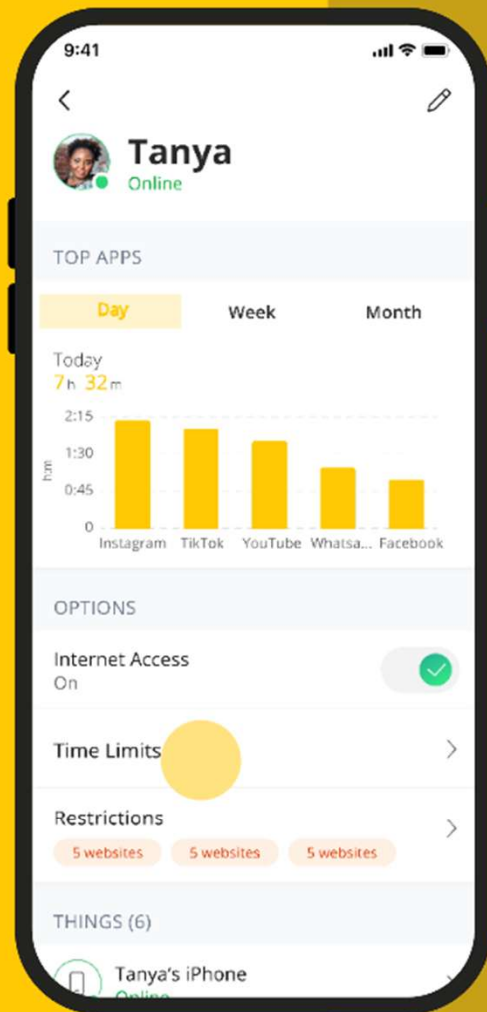 9:41
Tanya
Online
TOP APPS
Day Week Month
Today
7h 32m
2:15
1:30
0:45
0
h:m
Instagram TikTok YouTube Whatsa... Facebook
OPTIONS
Internet Access
On
Time Limits
Restrictions
5 websites 5 websites 5 websites
THINGS (6)
Tanya's iPhone
Online